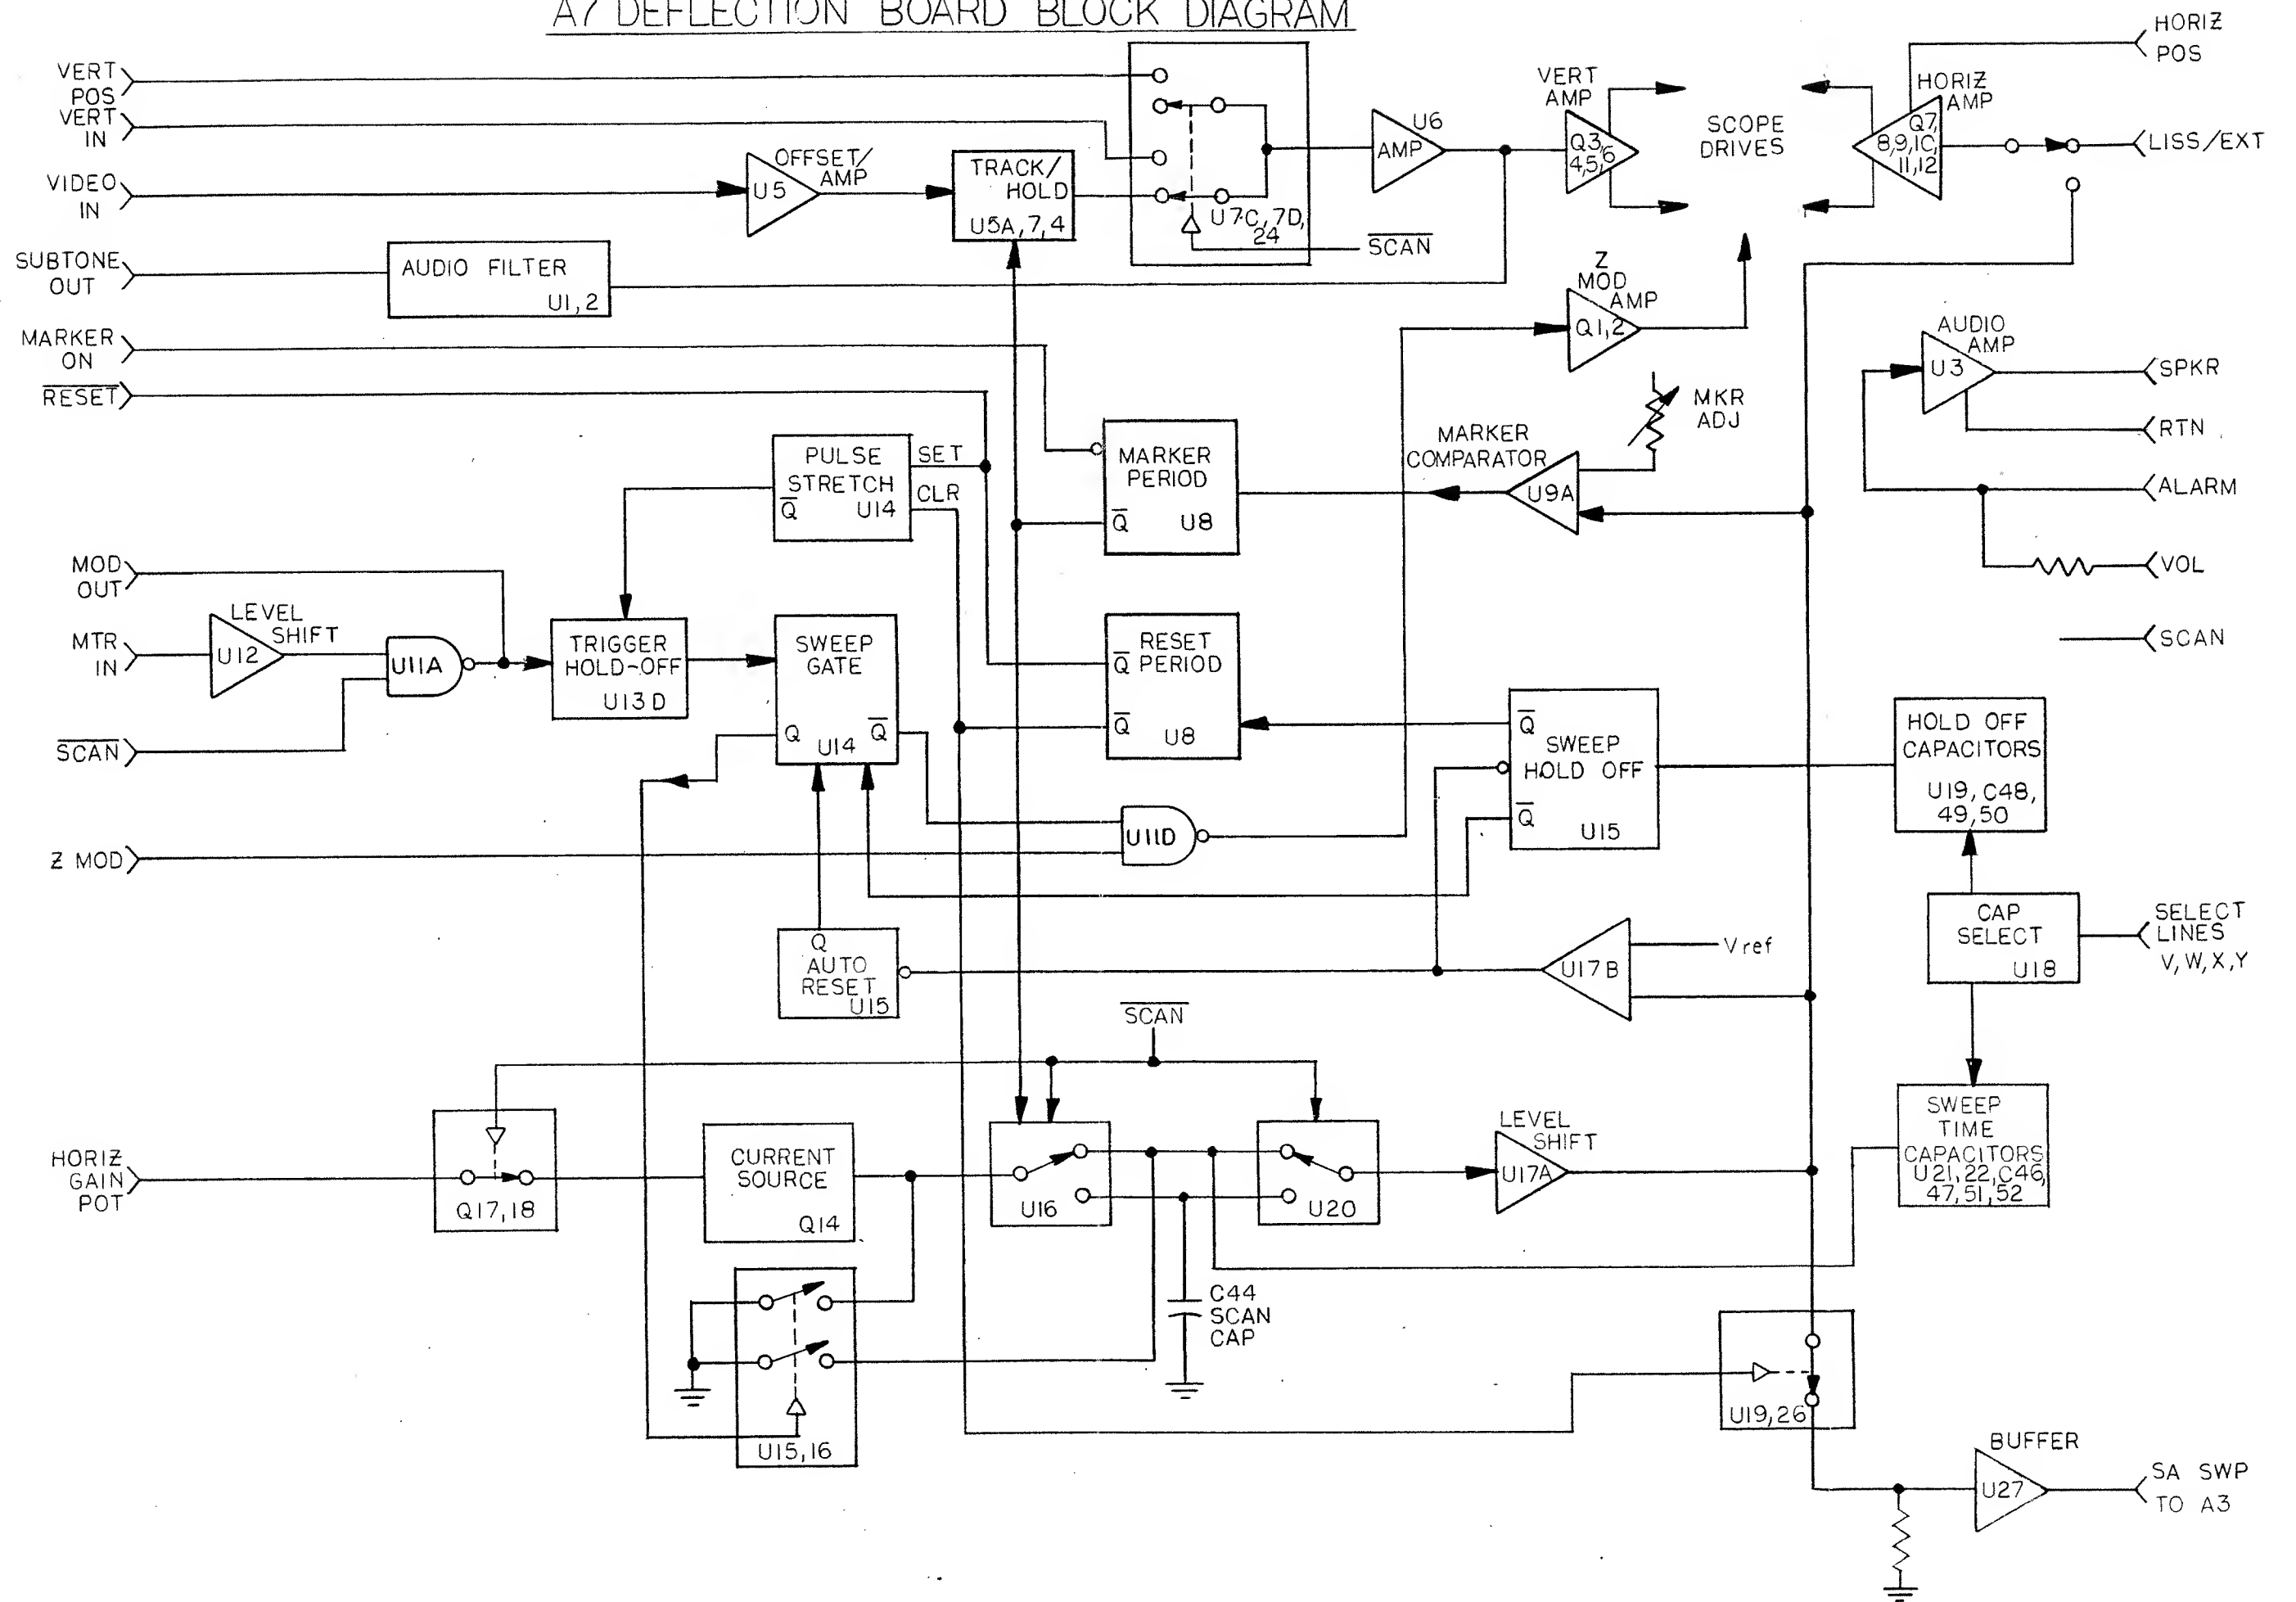 A7 DEFLECTION BOARD BLOCK DIAGRAM
VERT
POS
VERT
IN
VIDEO
IN
SUBTONE
OUT
MARKER
ON
RESET
MOD
OUT
MTR
IN
SCAN
Z MOD
HORIZ
GAIN
POT
OFFSET/
AMP
U5
TRACK/
HOLD
U5A,7,4
U7C,7D,
24
SCAN
U6
AMP
VERT
AMP
Q3,
4,5,6
SCOPE
DRIVES
HORIZ
AMP
Q7,
8,9,10,
11,12
HORIZ
POS
LISS/EXT
AUDIO FILTER
U1,2
Z
MOD
AMP
Q1,2
AUDIO
AMP
U3
SPKR
RTN
ALARM
VOL
SCAN
MKR
ADJ
MARKER
COMPARATOR
U9A
MARKER
PERIOD
Q U8
PULSE
STRETCH
Q U14
SET
CLR
LEVEL
SHIFT
U12
U11A
TRIGGER
HOLD-OFF
U13D
SWEEP
GATE
Q U14 Q
RESET
Q PERIOD
Q U8
U11D
Q
SWEEP
HOLD OFF
Q
U15
HOLD OFF
CAPACITORS
U19,C48,
49,50
CAP
SELECT
U18
SELECT
LINES
V,W,X,Y
Q
AUTO
RESET
U15
U17B
Vref
SCAN
SWEEP
TIME
CAPACITORS
U21,22,C46,
47,51,52
Q17,18
CURRENT
SOURCE
Q14
U16
U20
LEVEL
SHIFT
U17A
C44
SCAN
CAP
U15,16
U19,26
BUFFER
U27
SA SWP
TO A3